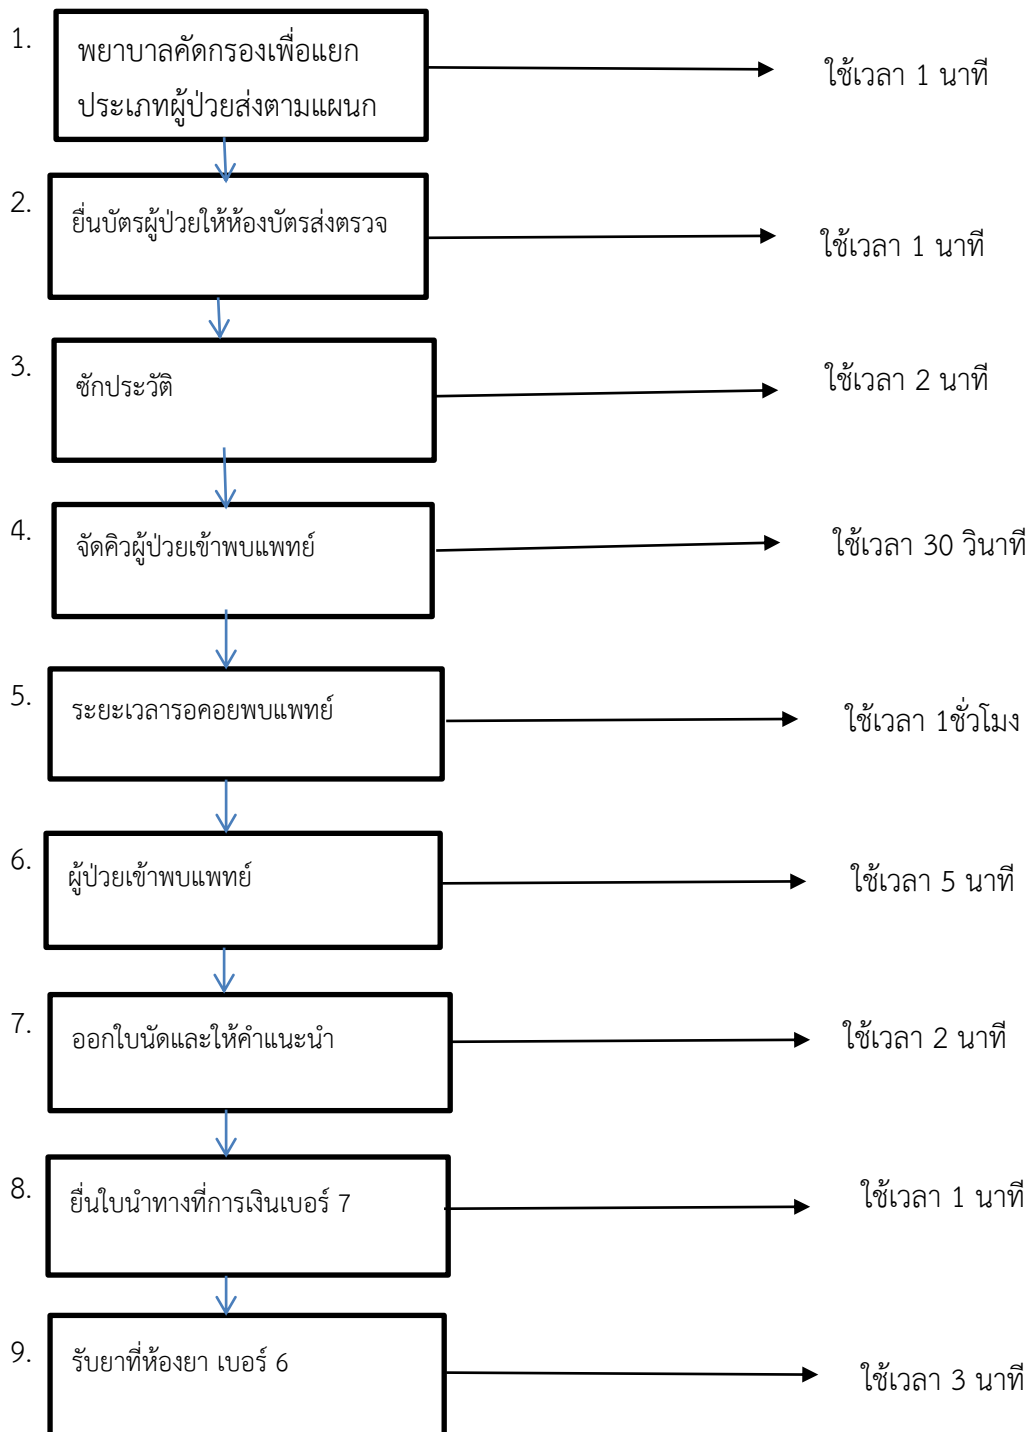 1.
พยาบาลคัดกรองเพื่อแยก
ประเภทผู้ป่วยส่งตามแผนก
ใช้เวลา 1 นาที
2.
ยื่นบัตรผู้ป่วยให้ห้องบัตรส่งตรวจ
ใช้เวลา 1 นาที
3.
ซักประวัติ
ใช้เวลา 2 นาที
4.
จัดคิวผู้ป่วยเข้าพบแพทย์
ใช้เวลา 30 วินาที
5.
ระยะเวลารอคอยพบแพทย์
ใช้เวลา 1ชั่วโมง
6.
ผู้ป่วยเข้าพบแพทย์
ใช้เวลา 5 นาที
7.
ออกใบนัดและให้คำแนะนำ
ใช้เวลา 2 นาที
8.
ยื่นใบนำทางที่การเงินเบอร์ 7
ใช้เวลา 1 นาที
9.
รับยาที่ห้องยา เบอร์ 6
ใช้เวลา 3 นาที